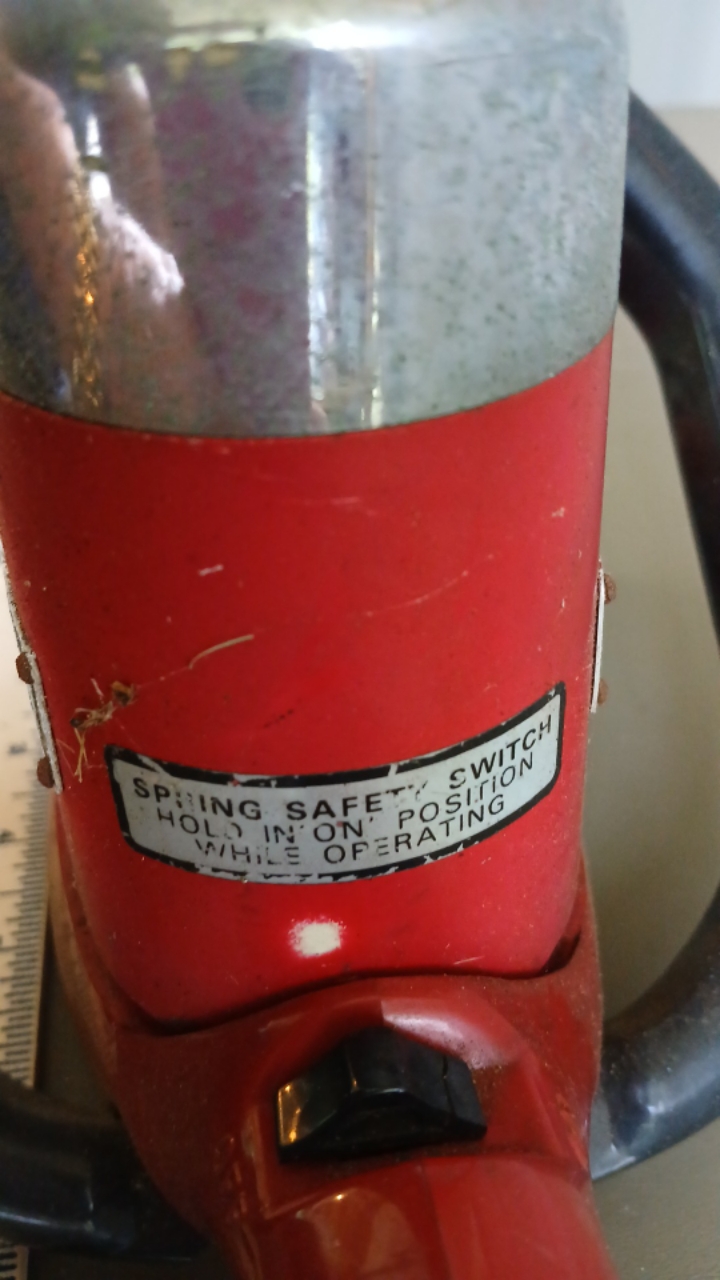 SPRING SAFETY SWITCH
HOLD IN 'ON' POSITION
WHILE OPERATING